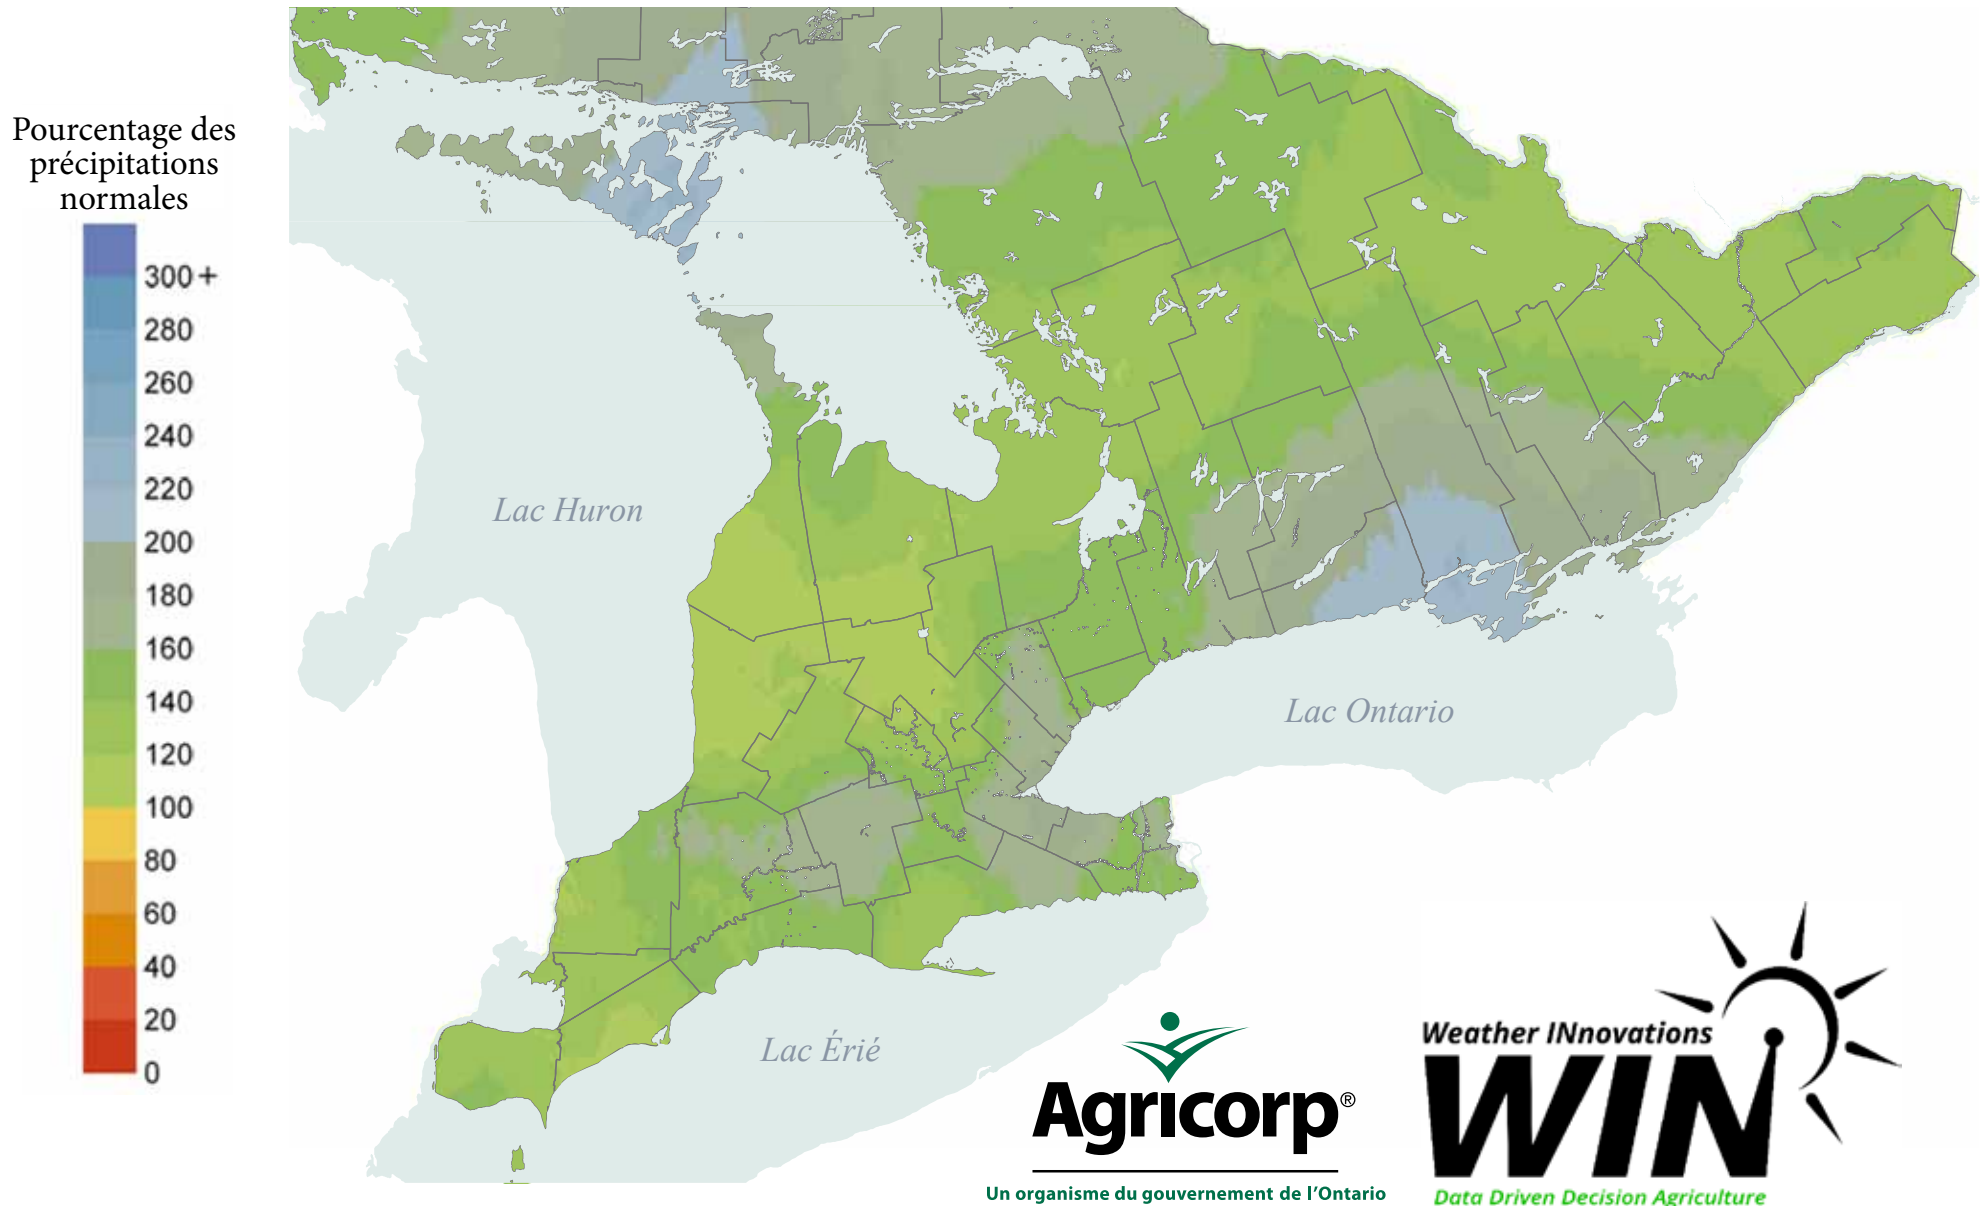 Pourcentage des
précipitations
normales
300+
280
260
240
220
200
180
160
140
120
100
80
60
40
20
0
Lac Huron
Lac Ontario
Lac Érié
Agricorp®
Un organisme du gouvernement de l'Ontario
Weather INnovations
WIN
Data Driven Decision Agriculture